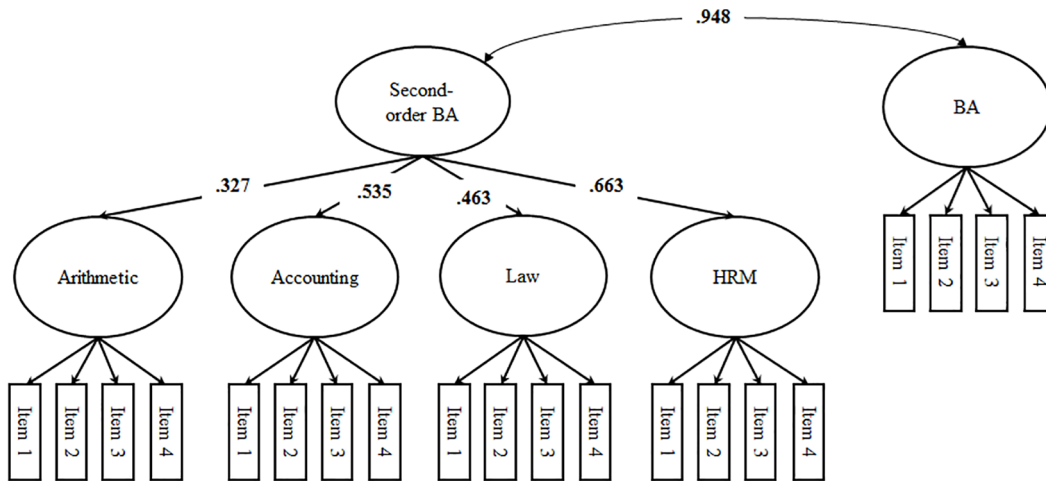 .948
Second-
order BA
BA
.327
.535
.463
.663
Item 1
Item 2
Item 3
Item 4
Arithmetic
Accounting
Law
HRM
Item 1
Item 2
Item 3
Item 4
Item 1
Item 2
Item 3
Item 4
Item 1
Item 2
Item 3
Item 4
Item 1
Item 2
Item 3
Item 4